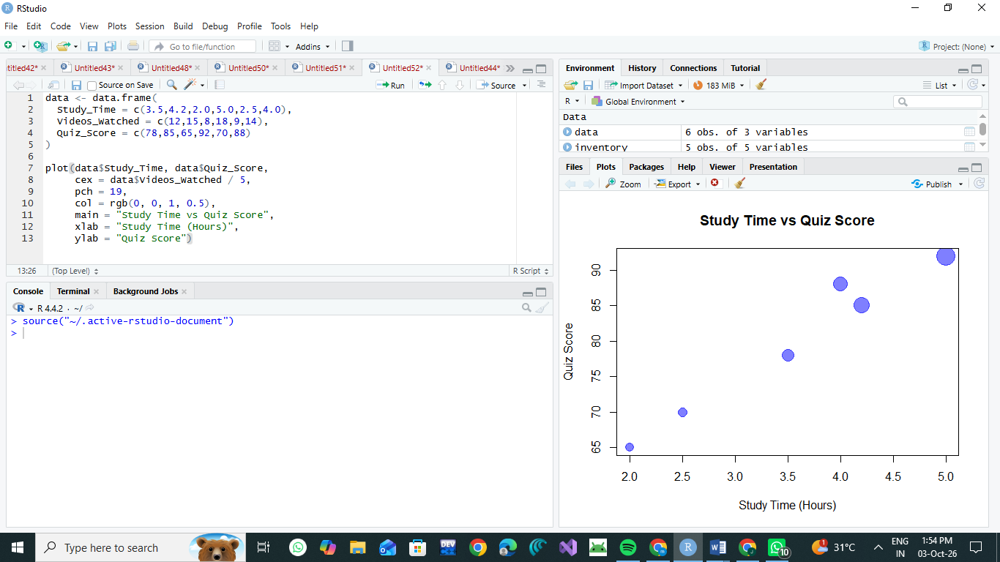 RStudio
File Edit Code View Plots Session Build Debug Profile Tools Help
Go to file/function Addins Project: (None)
ntitled42* Untitled43* Untitled48* Untitled50* Untitled51* Untitled52* Untitled44*
Source on Save Run Source
1 data <- data.frame(
2 Study_Time = c(3.5,4.2,2.0,5.0,2.5,4.0),
3 Videos_Watched = c(12,15,8,18,9,14),
4 Quiz_Score = c(78,85,65,92,70,88)
5 )
6
7 plot(data$Study_Time, data$Quiz_Score,
8 cex = data$Videos_Watched / 5,
9 pch = 19,
10 col = rgb(0, 0, 1, 0.5),
11 main = "Study Time vs Quiz Score",
12 xlab = "Study Time (Hours)",
13 ylab = "Quiz Score")
13:26 (Top Level) R Script
Console Terminal Background Jobs
R 4.4.2 · ~/
> source("~/.active-rstudio-document")
>
Environment History Connections Tutorial
Import Dataset 183 MiB List
R Global Environment
Data
data 6 obs. of 3 variables
inventory 5 obs. of 5 variables
Files Plots Packages Help Viewer Presentation
Zoom Export Publish
Study Time vs Quiz Score
Quiz Score
90
85
80
75
70
65
2.0 2.5 3.0 3.5 4.0 4.5 5.0
Study Time (Hours)
Type here to search
DEV
10
1
31°C
ENG
IN
1:54 PM
03-Oct-26